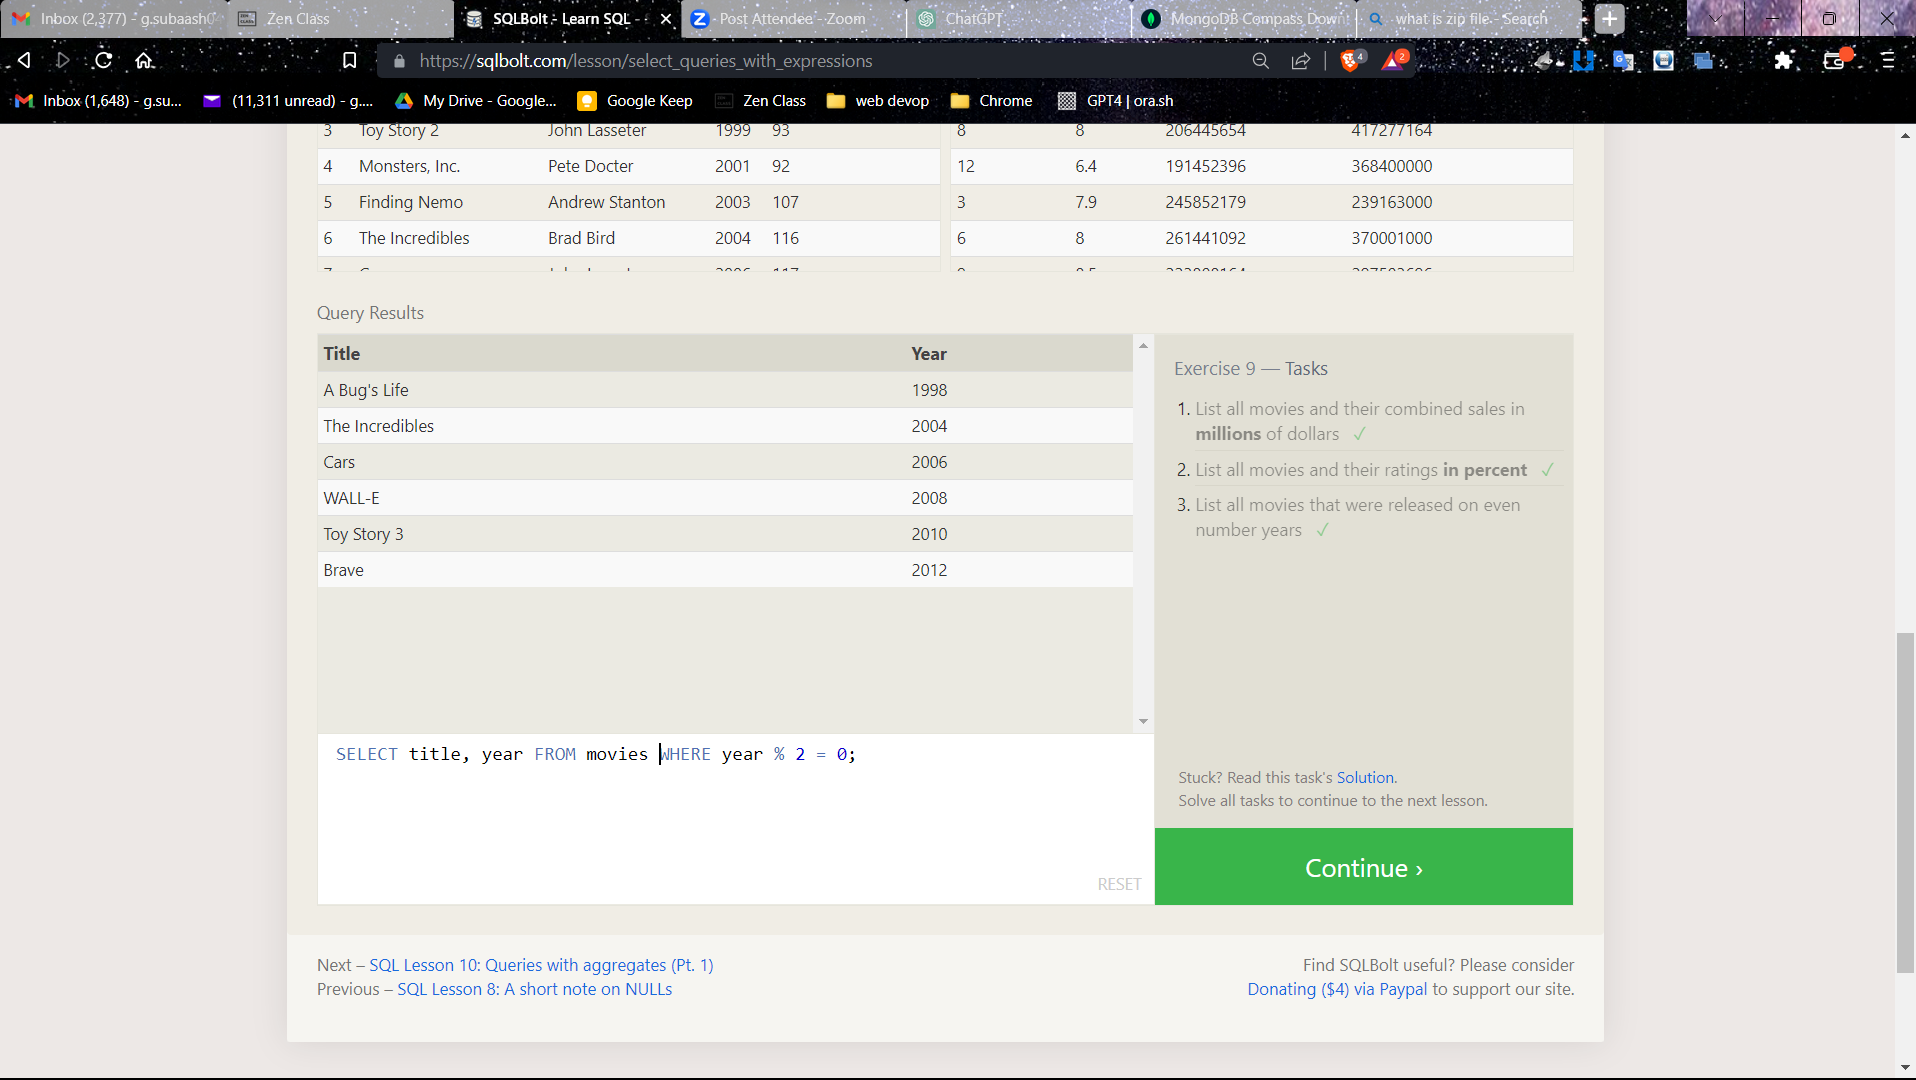 Inbox (2,377) - g.subaash
Zen Class
SQLBolt - Learn SQL -
Post Attendee - Zoom
ChatGPT
MongoDB Compass Down
what is zip file - Search
https://sqlbolt.com/lesson/select_queries_with_expressions
4
2
Inbox (1,648) - g.su...
(11,311 unread) - g....
My Drive - Google...
Google Keep
Zen Class
web devop
Chrome
GPT4 | ora.sh
3 Toy Story 2 John Lasseter 1999 93
8 8 206445654 417277164
4 Monsters, Inc. Pete Docter 2001 92
12 6.4 191452396 368400000
5 Finding Nemo Andrew Stanton 2003 107
3 7.9 245852179 239163000
6 The Incredibles Brad Bird 2004 116
6 8 261441092 370001000
Query Results
Title Year
A Bug's Life 1998
The Incredibles 2004
Cars 2006
WALL-E 2008
Toy Story 3 2010
Brave 2012
SELECT title, year FROM movies WHERE year % 2 = 0;
RESET
Exercise 9 — Tasks
1. List all movies and their combined sales in
millions of dollars ✓
2. List all movies and their ratings in percent ✓
3. List all movies that were released on even
number years ✓
Stuck? Read this task's Solution.
Solve all tasks to continue to the next lesson.
Continue ›
Next – SQL Lesson 10: Queries with aggregates (Pt. 1)
Previous – SQL Lesson 8: A short note on NULLs
Find SQLBolt useful? Please consider
Donating ($4) via Paypal to support our site.